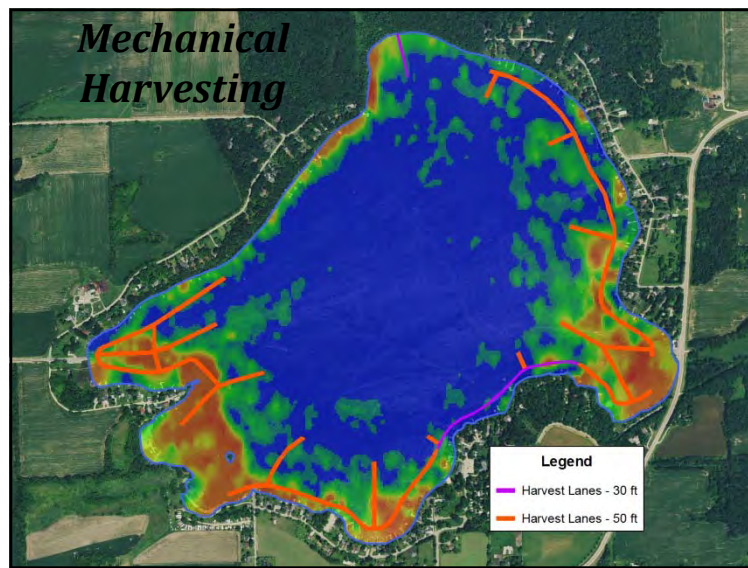 Mechanical
Harvesting
Legend
Harvest Lanes - 30 ft
Harvest Lanes - 50 ft